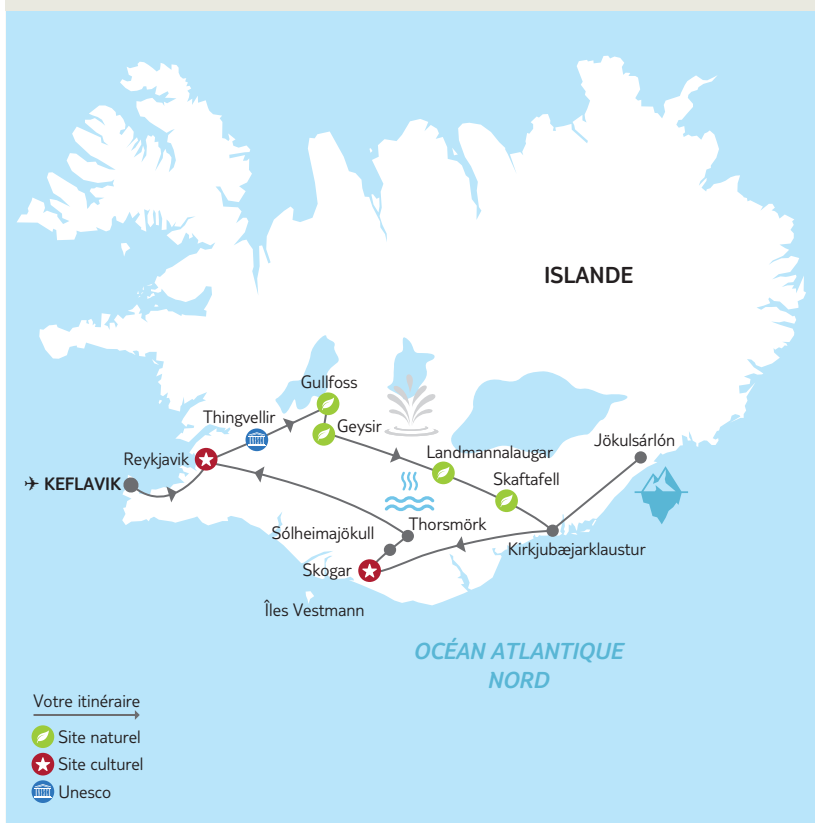 ISLANDE
Gullfoss
Thingvellir
Geysir
Reykjavik
Landmannalaugar
Jökulsárlón
Skaftafell
KEFLAVIK
Thorsmörk
Sólheimajökull
Kirkjubæjarklaustur
Skogar
Îles Vestmann
OCÉAN ATLANTIQUE
NORD
Votre itinéraire
Site naturel
Site culturel
Unesco